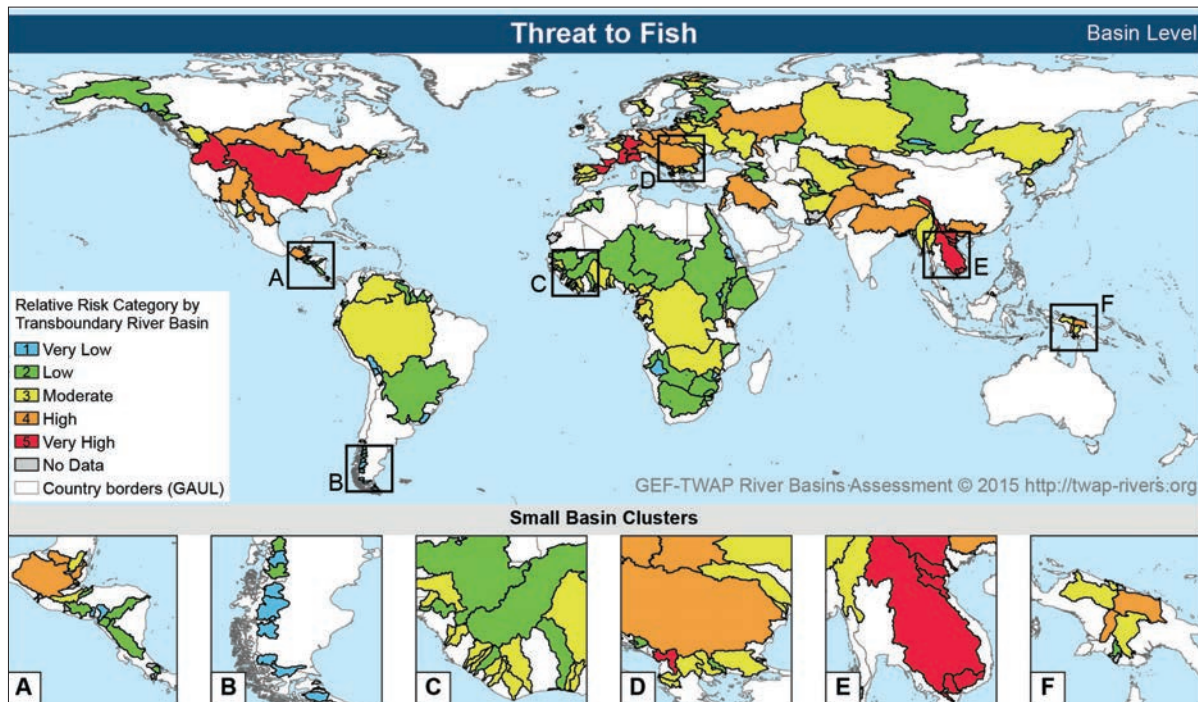 Threat to Fish
Basin Level
A
B
C
D
E
F
Relative Risk Category by
Transboundary River Basin
1 Very Low
2 Low
3 Moderate
4 High
5 Very High
No Data
Country borders (GAUL)
GEF-TWAP River Basins Assessment © 2015 http://twap-rivers.org
Small Basin Clusters
A
B
C
D
E
F